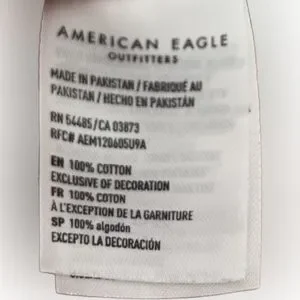 AMERICAN EAGLE
OUTFITTERS
MADE IN PAKISTAN / FABRIQUÉ AU
PAKISTAN / HECHO EN PAKISTÁN
RN 54485/CA 03873
RFC# AEM120605U9A
EN 100% COTTON
EXCLUSIVE OF DECORATION
FR 100% COTON
À L'EXCEPTION DE LA GARNITURE
SP 100% algodón
EXCEPTO LA DECORACIÓN